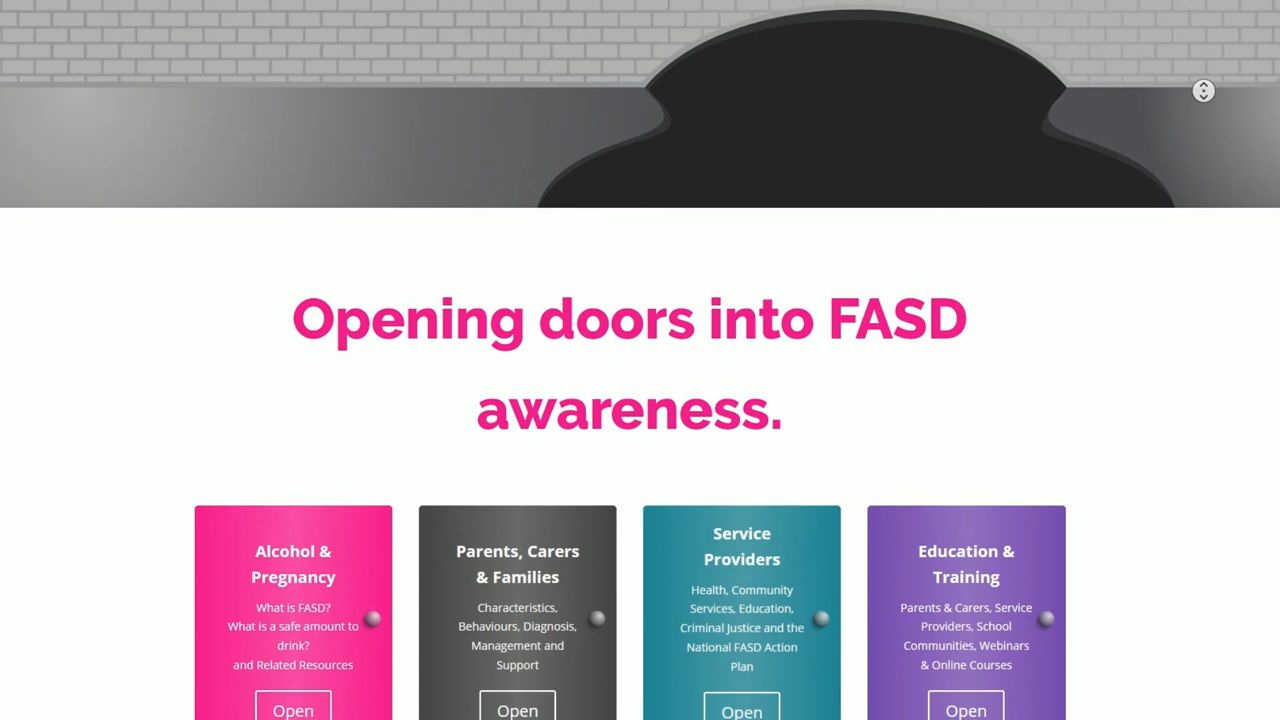 Opening doors into FASD
awareness.
Alcohol &
Pregnancy
What is FASD?
What is a safe amount to
drink?
and Related Resources
Open
Parents, Carers
& Families
Characteristics,
Behaviours, Diagnosis,
Management and
Support
Open
Service
Providers
Health, Community
Services, Education,
Criminal Justice and the
National FASD Action
Plan
Open
Education &
Training
Parents & Carers, Service
Providers, School
Communities, Webinars
& Online Courses
Open